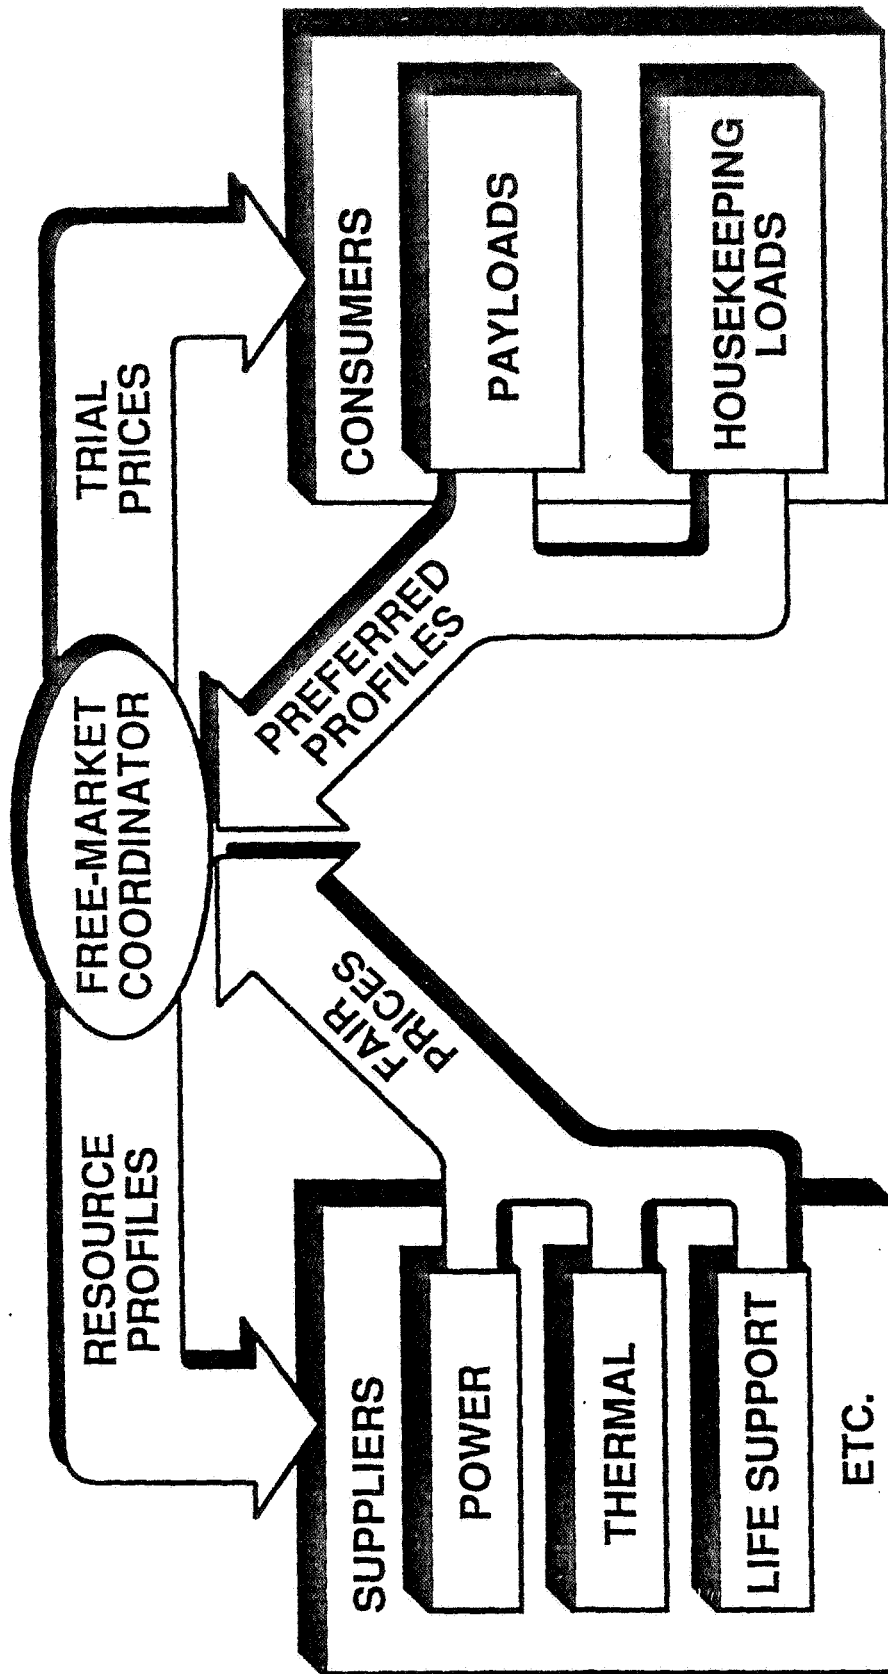 FREE-MARKET
COORDINATOR
RESOURCE
PROFILES
TRIAL
PRICES
FAIR
PRICES
PREFERRED
PROFILES
SUPPLIERS
POWER
THERMAL
LIFE SUPPORT
ETC.
CONSUMERS
PAYLOADS
HOUSEKEEPING
LOADS